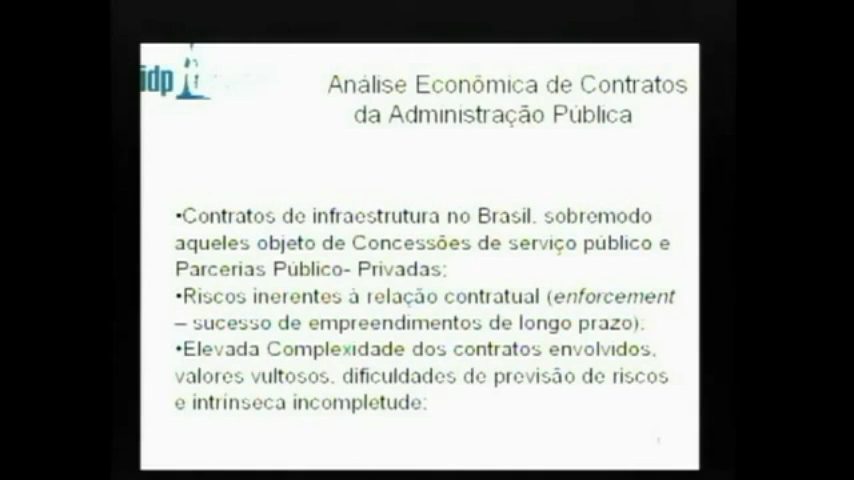 idp
Análise Econômica de Contratos
da Administração Pública
•Contratos de infraestrutura no Brasil, sobremodo
aqueles objeto de Concessões de serviço público e
Parcerias Público- Privadas;
•Riscos inerentes à relação contratual (enforcement
– sucesso de empreendimentos de longo prazo);
•Elevada Complexidade dos contratos envolvidos,
valores vultosos, dificuldades de previsão de riscos
e intrínseca incompletude;